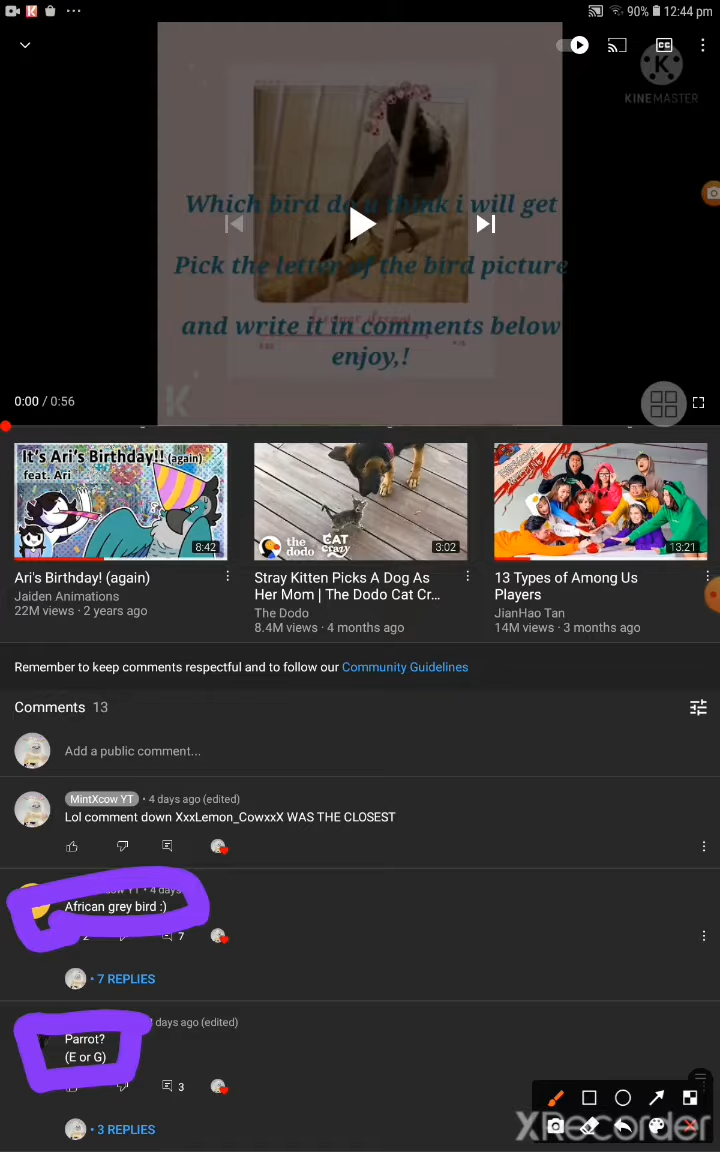 90% 12:44 pm
CC
K
KINEMASTER
Which bird do u think i will get
Pick the letter of the bird picture
and write it in comments below
enjoy,!
K
0:00 / 0:56
It's Ari's Birthday!! (again)
feat. Ari
8:42
the dodo
CAT crazy
3:02
13:21
Ari's Birthday! (again)
Jaiden Animations
22M views · 2 years ago
Stray Kitten Picks A Dog As
Her Mom | The Dodo Cat Cr...
The Dodo
8.4M views · 4 months ago
13 Types of Among Us
Players
JianHao Tan
14M views · 3 months ago
Remember to keep comments respectful and to follow our Community Guidelines
Comments 13
Add a public comment...
MintXcow YT · 4 days ago (edited)
Lol comment down XxxLemon_CowxxX WAS THE CLOSEST
cow YT · 4 days
African grey bird :)
2 7
• 7 REPLIES
days ago (edited)
Parrot?
(E or G)
3
• 3 REPLIES
XRecorder